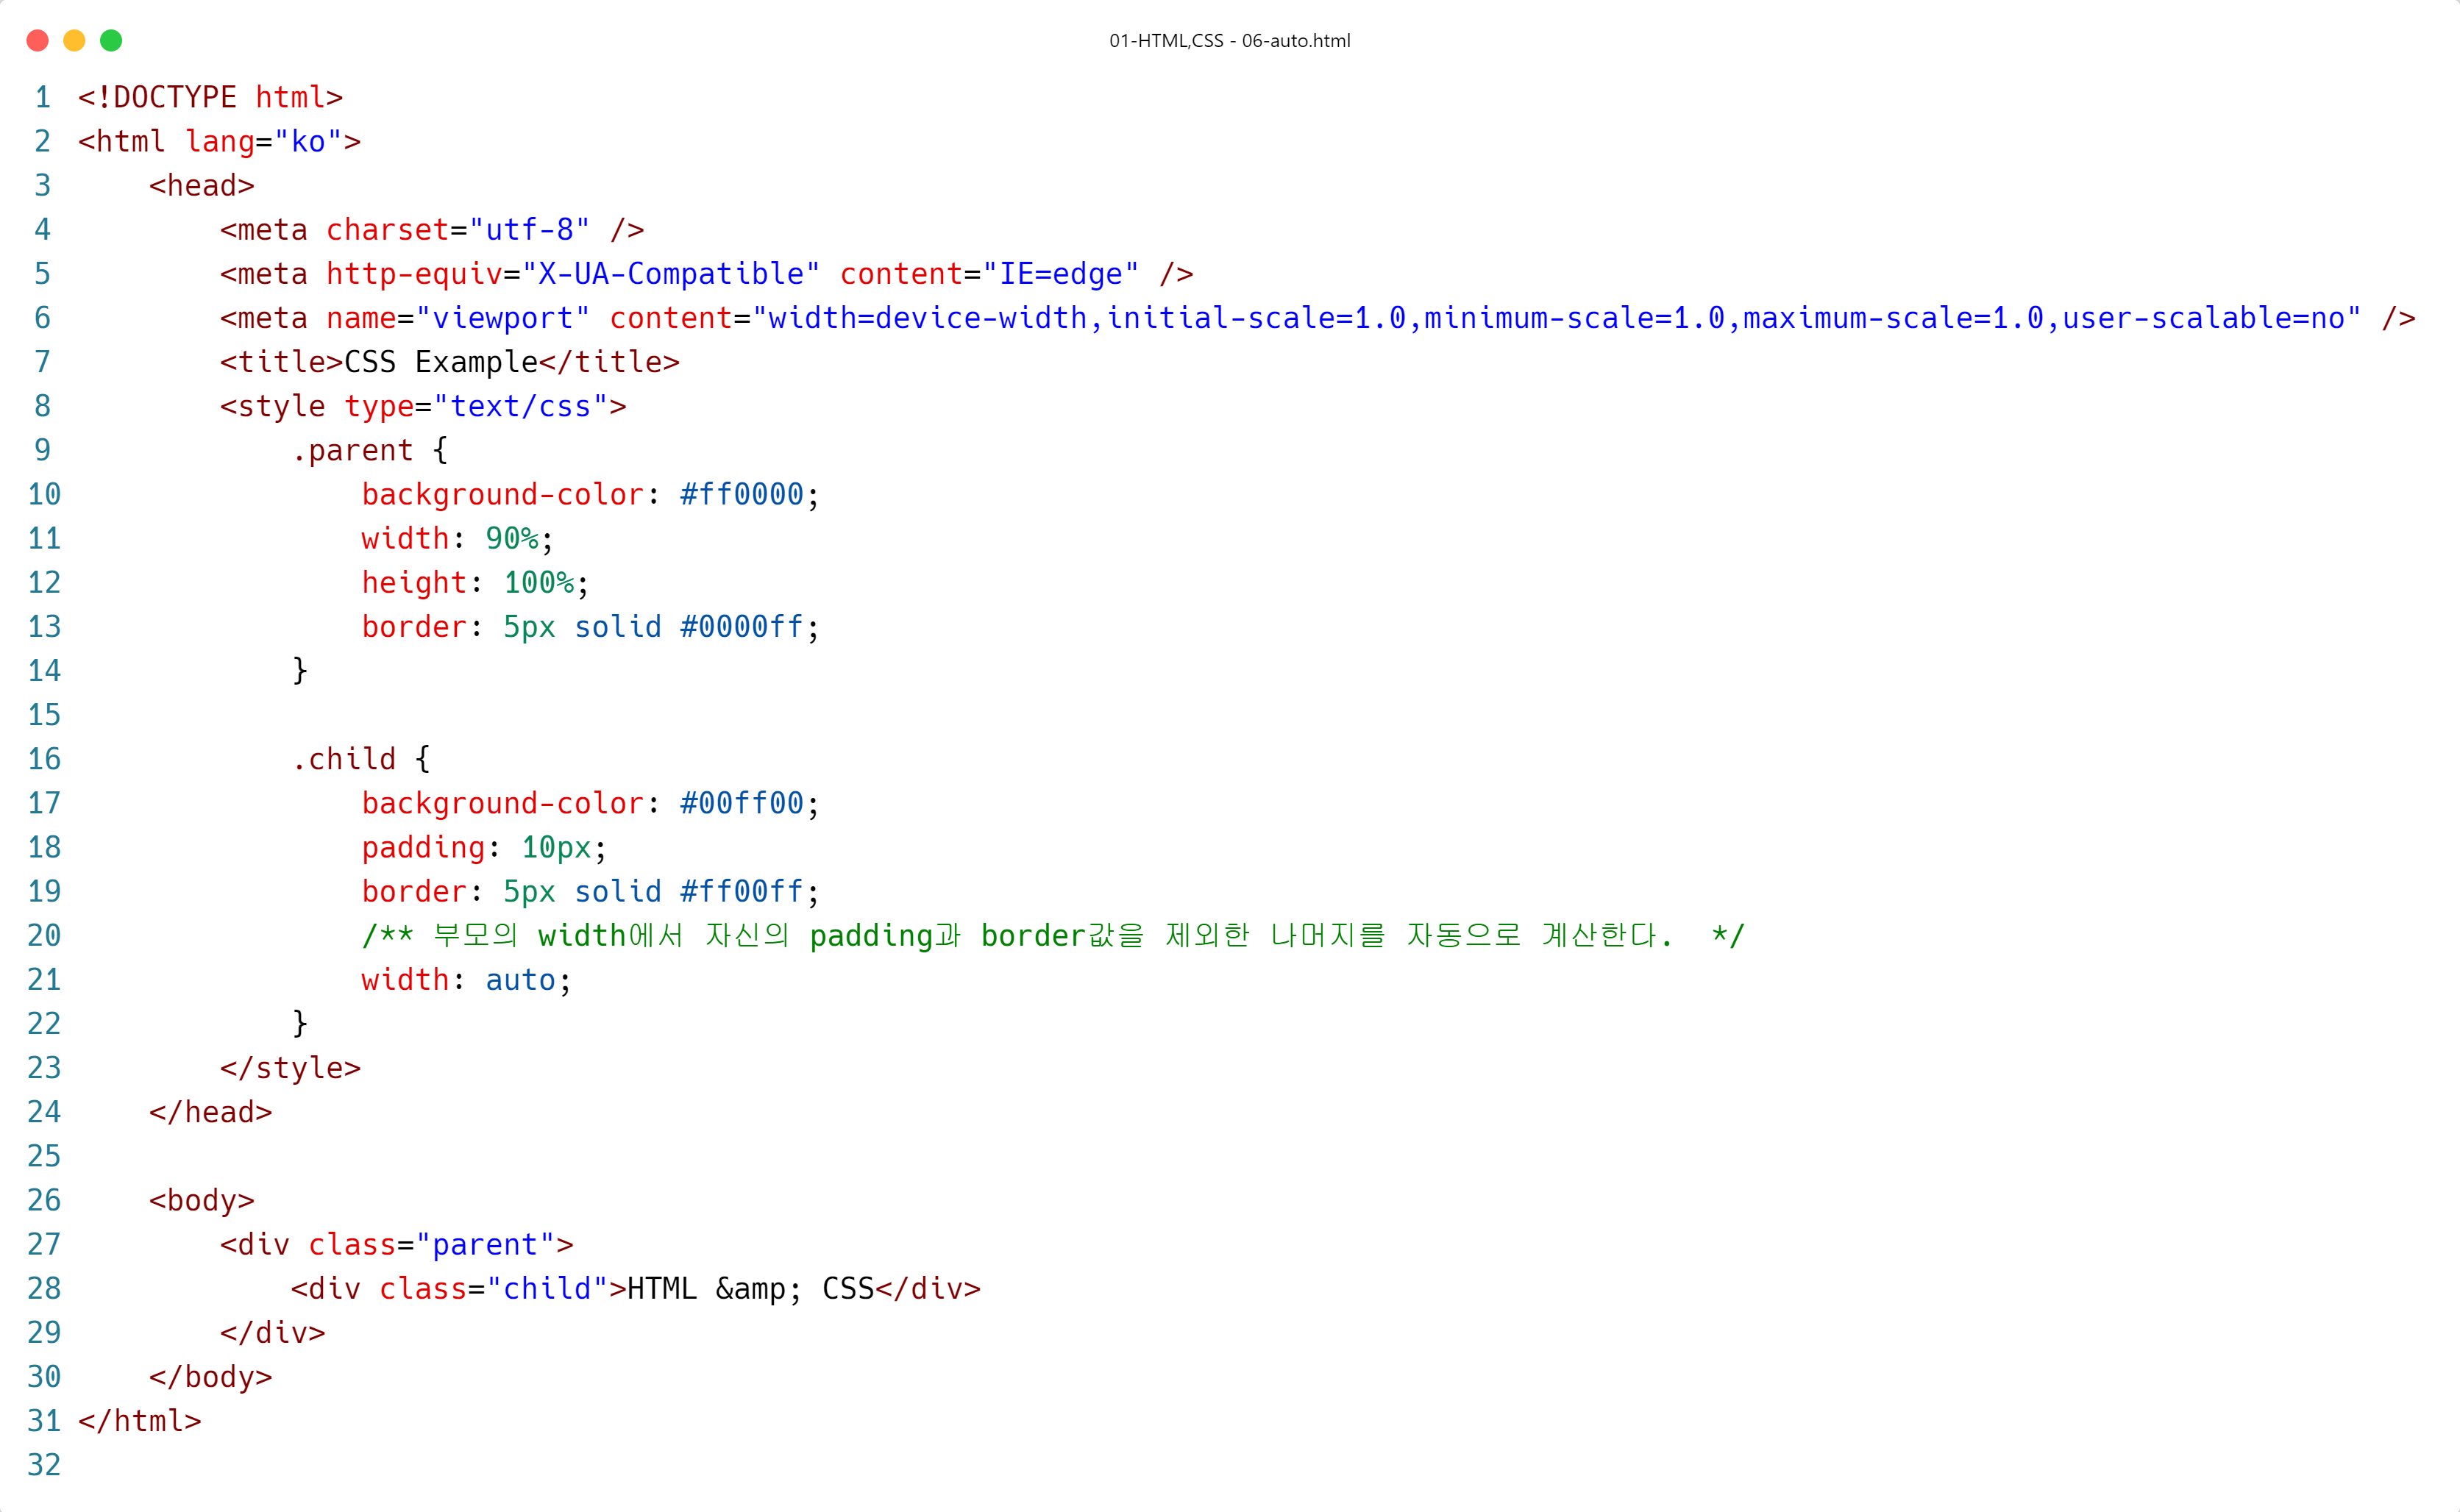 01-HTML,CSS - 06-auto.html
1 <!DOCTYPE html>
2 <html lang="ko">
3     <head>
4         <meta charset="utf-8" />
5         <meta http-equiv="X-UA-Compatible" content="IE=edge" />
6         <meta name="viewport" content="width=device-width,initial-scale=1.0,minimum-scale=1.0,maximum-scale=1.0,user-scalable=no" />
7         <title>CSS Example</title>
8         <style type="text/css">
9             .parent {
10                 background-color: #ff0000;
11                 width: 90%;
12                 height: 100%;
13                 border: 5px solid #0000ff;
14             }
15
16             .child {
17                 background-color: #00ff00;
18                 padding: 10px;
19                 border: 5px solid #ff00ff;
20                 /** 부모의 width에서 자신의 padding과 border값을 제외한 나머지를 자동으로 계산한다.  */
21                 width: auto;
22             }
23         </style>
24     </head>
25
26     <body>
27         <div class="parent">
28             <div class="child">HTML &amp; CSS</div>
29         </div>
30     </body>
31 </html>
32